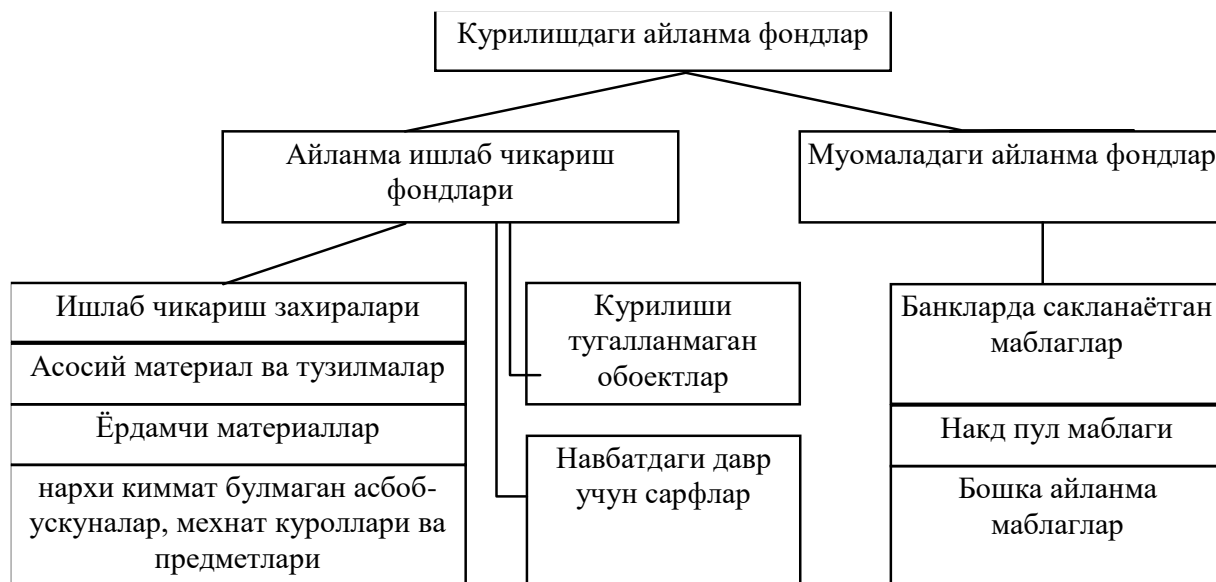 Курилишдаги айланма фондлар
Айланма ишлаб чикариш
фондлари
Муомаладаги айланма фондлар
Ишлаб чикариш захиралари
Асосий материал ва тузилмалар
Ёрдамчи материаллар
нархи киммат булмаган асбоб-
ускуналар, мехнат куроллари ва
предметлари
Курилиши
тугалланмаган
обоектлар
Навбатдаги давр
учун сарфлар
Банкларда сакланаётган
маблаглар
Накд пул маблаги
Бошка айланма
маблаглар